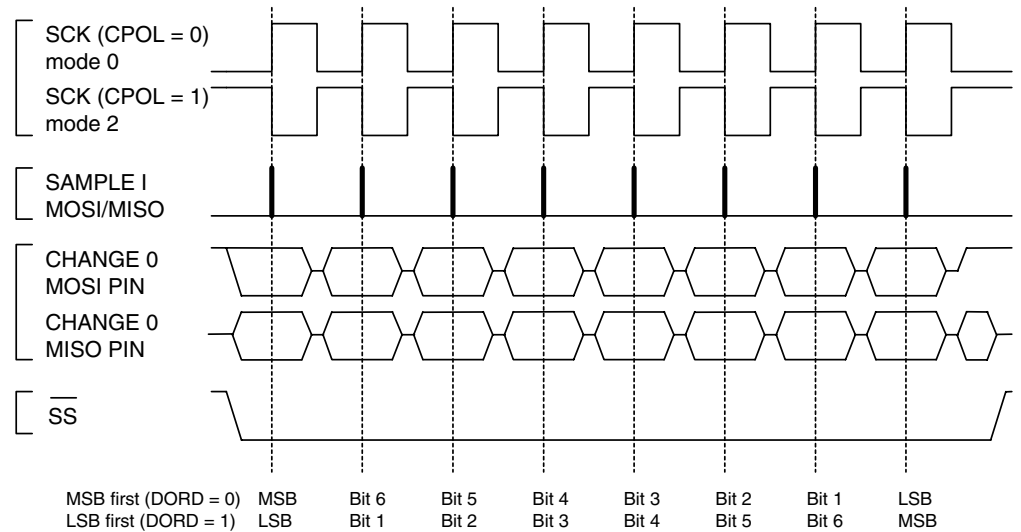 SCK (CPOL = 0)
mode 0
SCK (CPOL = 1)
mode 2
SAMPLE I
MOSI/MISO
CHANGE 0
MOSI PIN
CHANGE 0
MISO PIN
SS
MSB first (DORD = 0) MSB Bit 6 Bit 5 Bit 4 Bit 3 Bit 2 Bit 1 LSB
LSB first (DORD = 1) LSB Bit 1 Bit 2 Bit 3 Bit 4 Bit 5 Bit 6 MSB